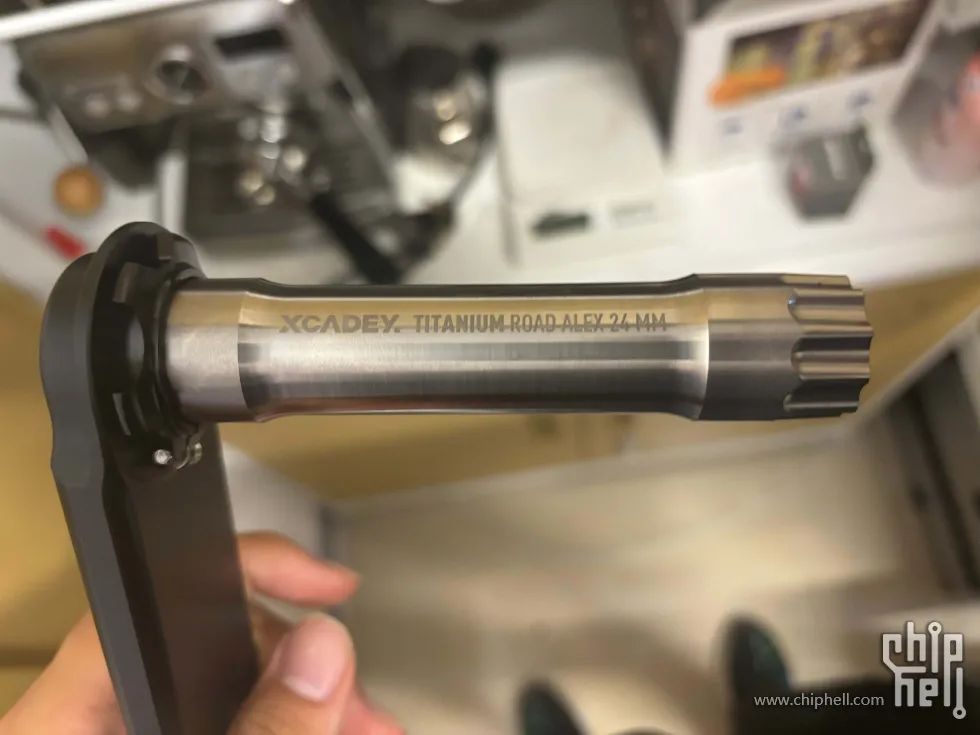 XCADEY. TITANIUM ROAD ALEX 24 MM
chip
hell
www.chiphell.com